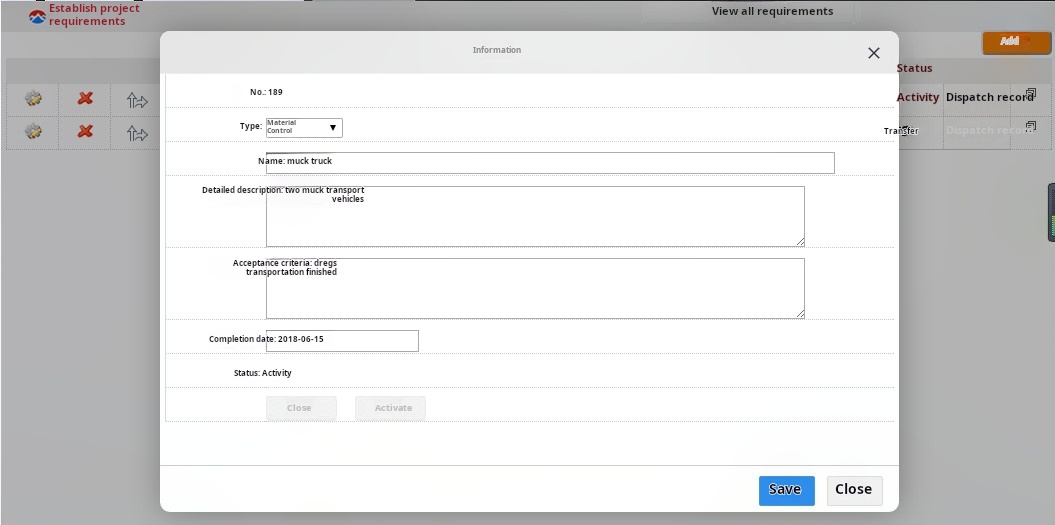 Establish project
requirements
View all requirements
Add
Information
Status
No.: 189
Activity Dispatch record
Type: Material
Control
Transfer Dispatch record
Name: muck truck
Detailed description: two muck transport
vehicles
Acceptance criteria: dregs
transportation finished
Completion date: 2018-06-15
Status: Activity
Close Activate
Save Close